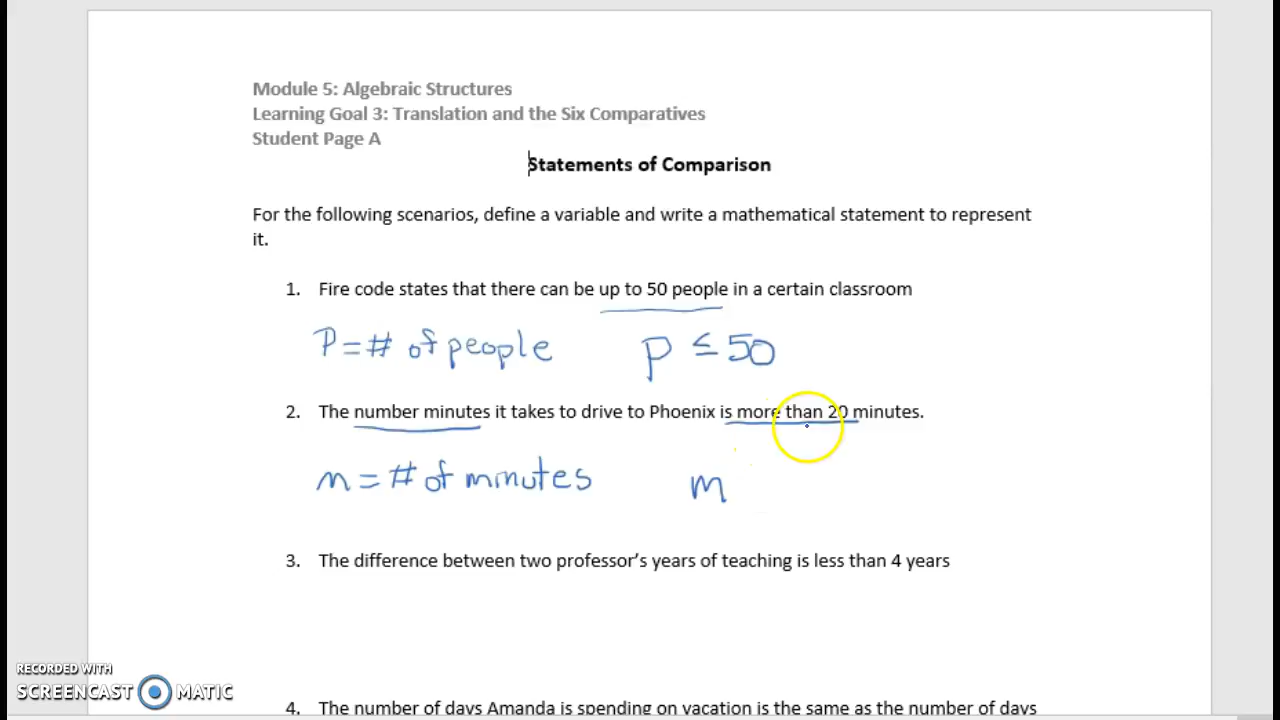 Module 5: Algebraic Structures
Learning Goal 3: Translation and the Six Comparatives
Student Page A
Statements of Comparison
For the following scenarios, define a variable and write a mathematical statement to represent
it.
1. Fire code states that there can be up to 50 people in a certain classroom
P = # of people P ≤ 50
2. The number minutes it takes to drive to Phoenix is more than 20 minutes.
m = # of minutes m
3. The difference between two professor's years of teaching is less than 4 years
RECORDED WITH
SCREENCAST MATIC
4. The number of days Amanda is spending on vacation is the same as the number of days